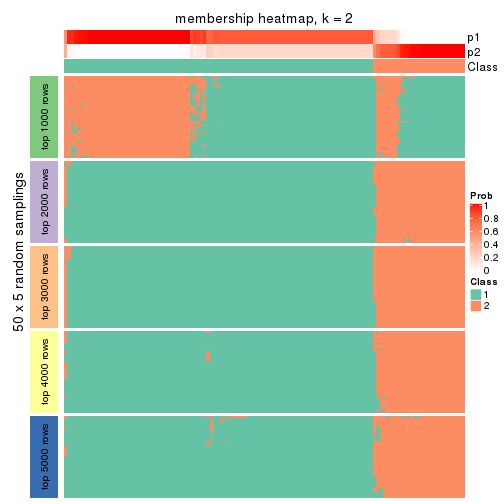 membership heatmap, k = 2
p1
p2
Class
50 x 5 random samplings
top 1000 rows
top 2000 rows
top 3000 rows
top 4000 rows
top 5000 rows
Prob
1
0.8
0.6
0.4
0.2
0
Class
1
2